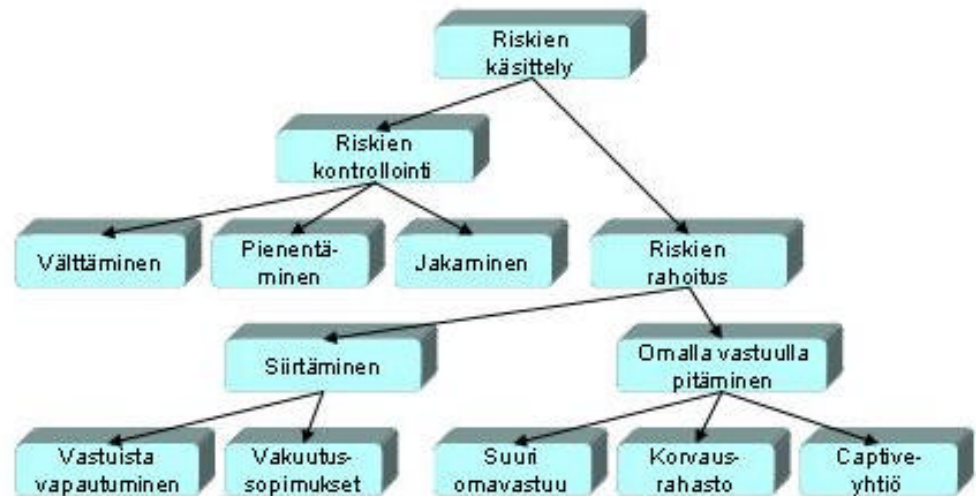 Riskien
käsittely
Riskien
kontrollointi
Välttäminen
Pienentä-
minen
Jakaminen
Riskien
rahoitus
Siirtäminen
Omalla vastuulla
pitäminen
Vastuista
vapautuminen
Vakuutus-
sopimukset
Suuri
omavastuu
Korvaus-
rahasto
Captive-
yhtiö